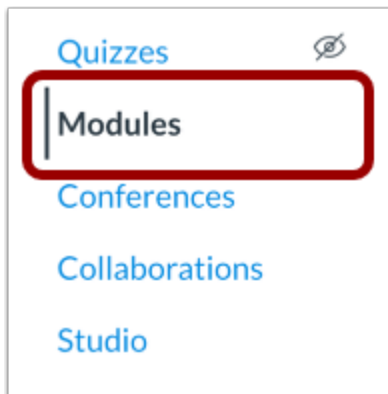 Quizzes
Modules
Conferences
Collaborations
Studio